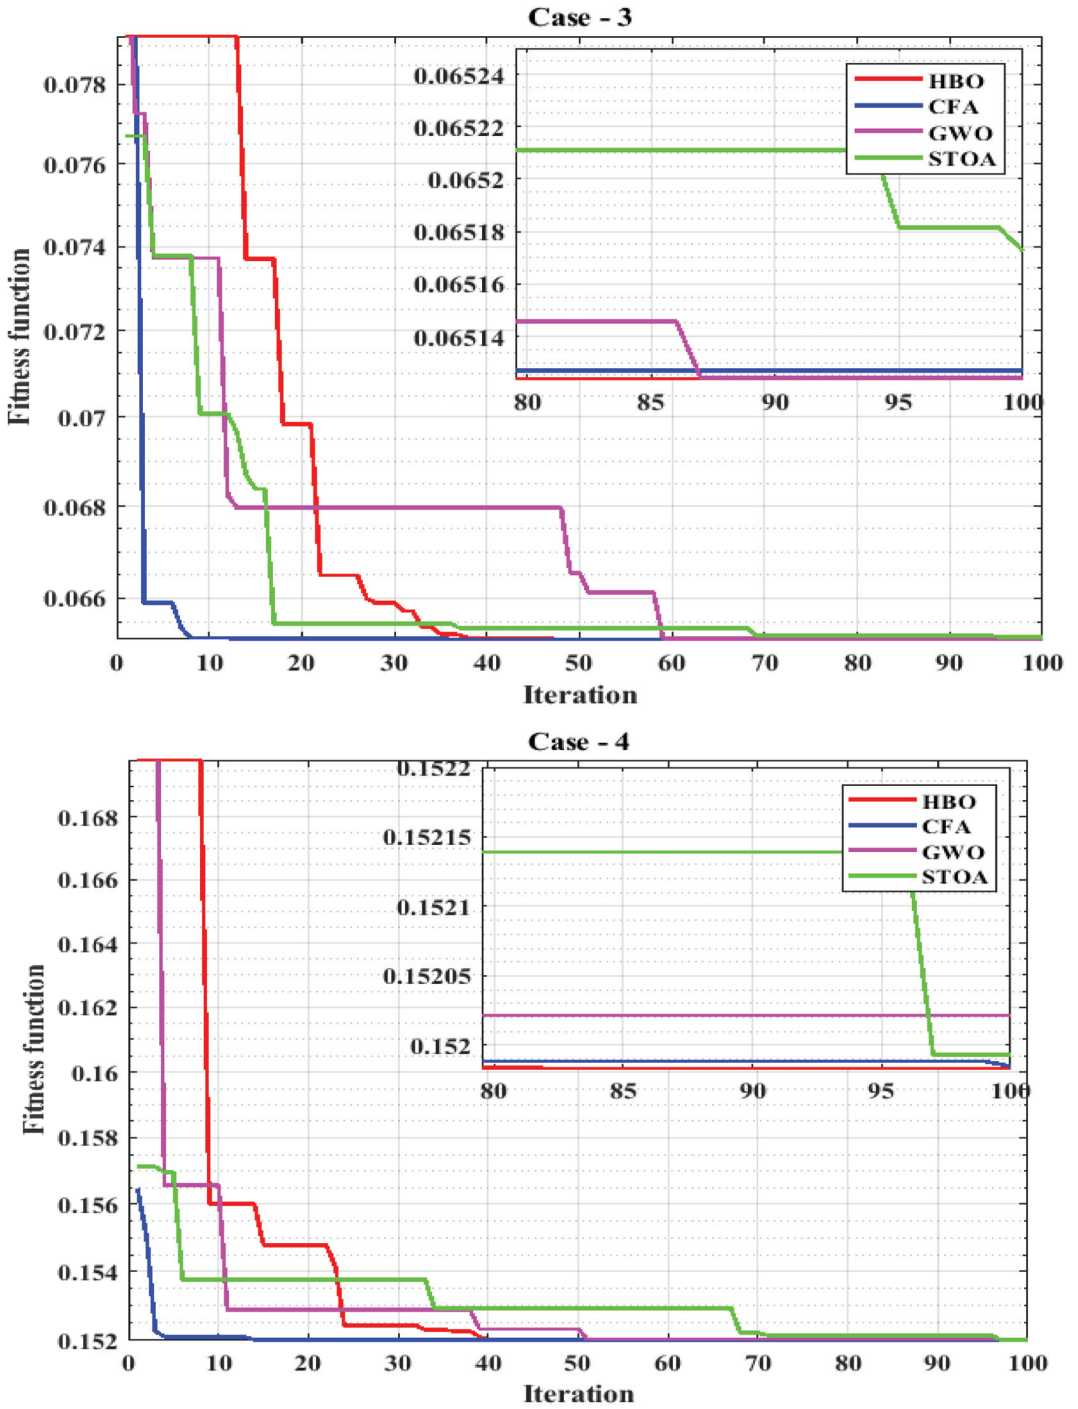 Case - 3
Fitness function
0.078
0.076
0.074
0.072
0.07
0.068
0.066
0.06524
0.06522
0.0652
0.06518
0.06516
0.06514
HBO
CFA
GWO
STOA
80 85 90 95 100
0 10 20 30 40 50 60 70 80 90 100
Iteration
Case - 4
Fitness function
0.168
0.166
0.164
0.162
0.16
0.158
0.156
0.154
0.152
0.1522
0.15215
0.1521
0.15205
0.152
HBO
CFA
GWO
STOA
80 85 90 95 100
0 10 20 30 40 50 60 70 80 90 100
Iteration